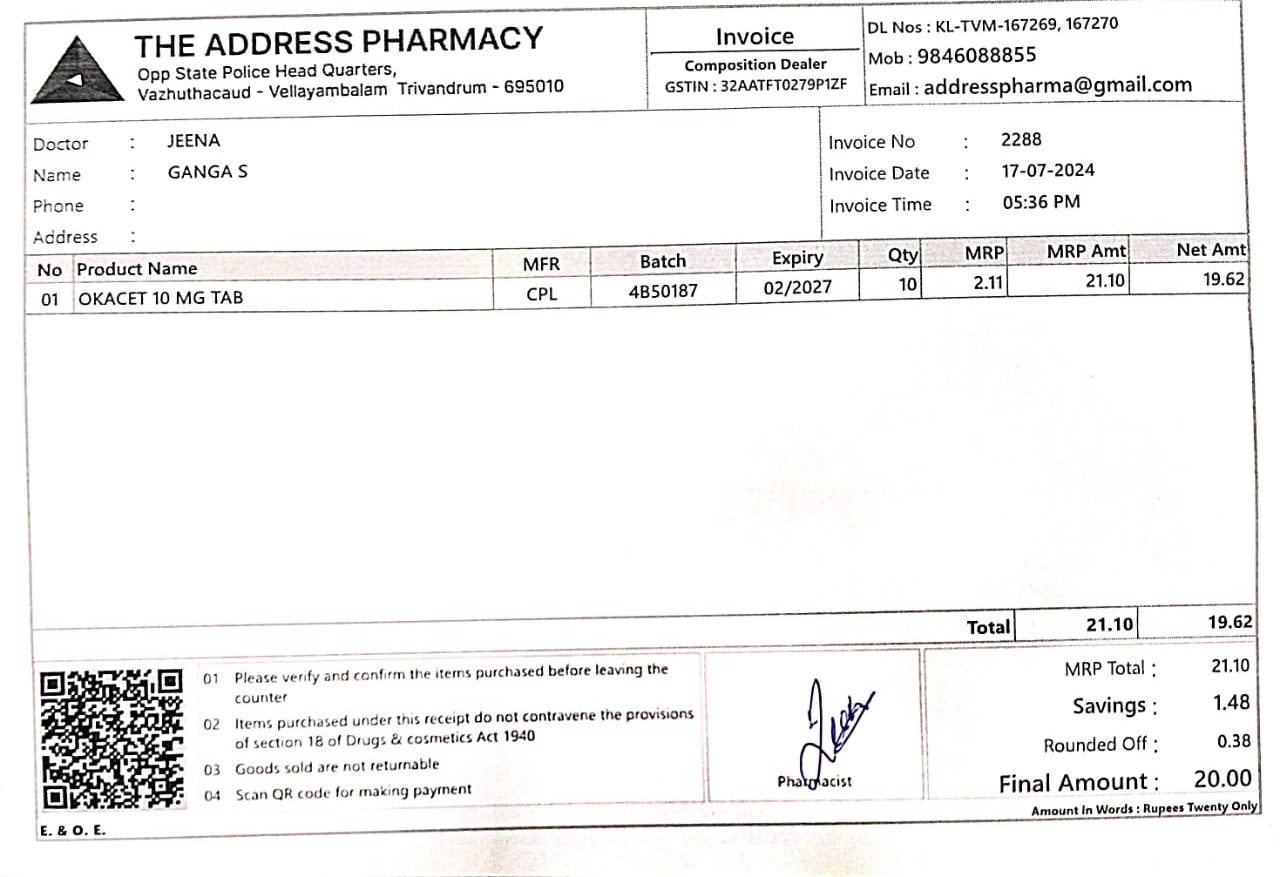 THE ADDRESS PHARMACY
Opp State Police Head Quarters,
Vazhuthacaud - Vellayambalam Trivandrum - 695010
Invoice
Composition Dealer
GSTIN : 32AATFT0279P1ZF
DL Nos : KL-TVM-167269, 167270
Mob : 9846088855
Email : addresspharma@gmail.com
Doctor : JEENA
Name : GANGA S
Phone :
Address :
Invoice No : 2288
Invoice Date : 17-07-2024
Invoice Time : 05:36 PM
No Product Name MFR Batch Expiry Qty MRP MRP Amt Net Amt
01 OKACET 10 MG TAB CPL 4B50187 02/2027 10 2.11 21.10 19.62
Total 21.10 19.62
01 Please verify and confirm the items purchased before leaving the
counter
02 Items purchased under this receipt do not contravene the provisions
of section 18 of Drugs & cosmetics Act 1940
03 Goods sold are not returnable
04 Scan QR code for making payment
E. & O. E.
Pharmacist
MRP Total : 21.10
Savings : 1.48
Rounded Off : 0.38
Final Amount : 20.00
Amount In Words : Rupees Twenty Only